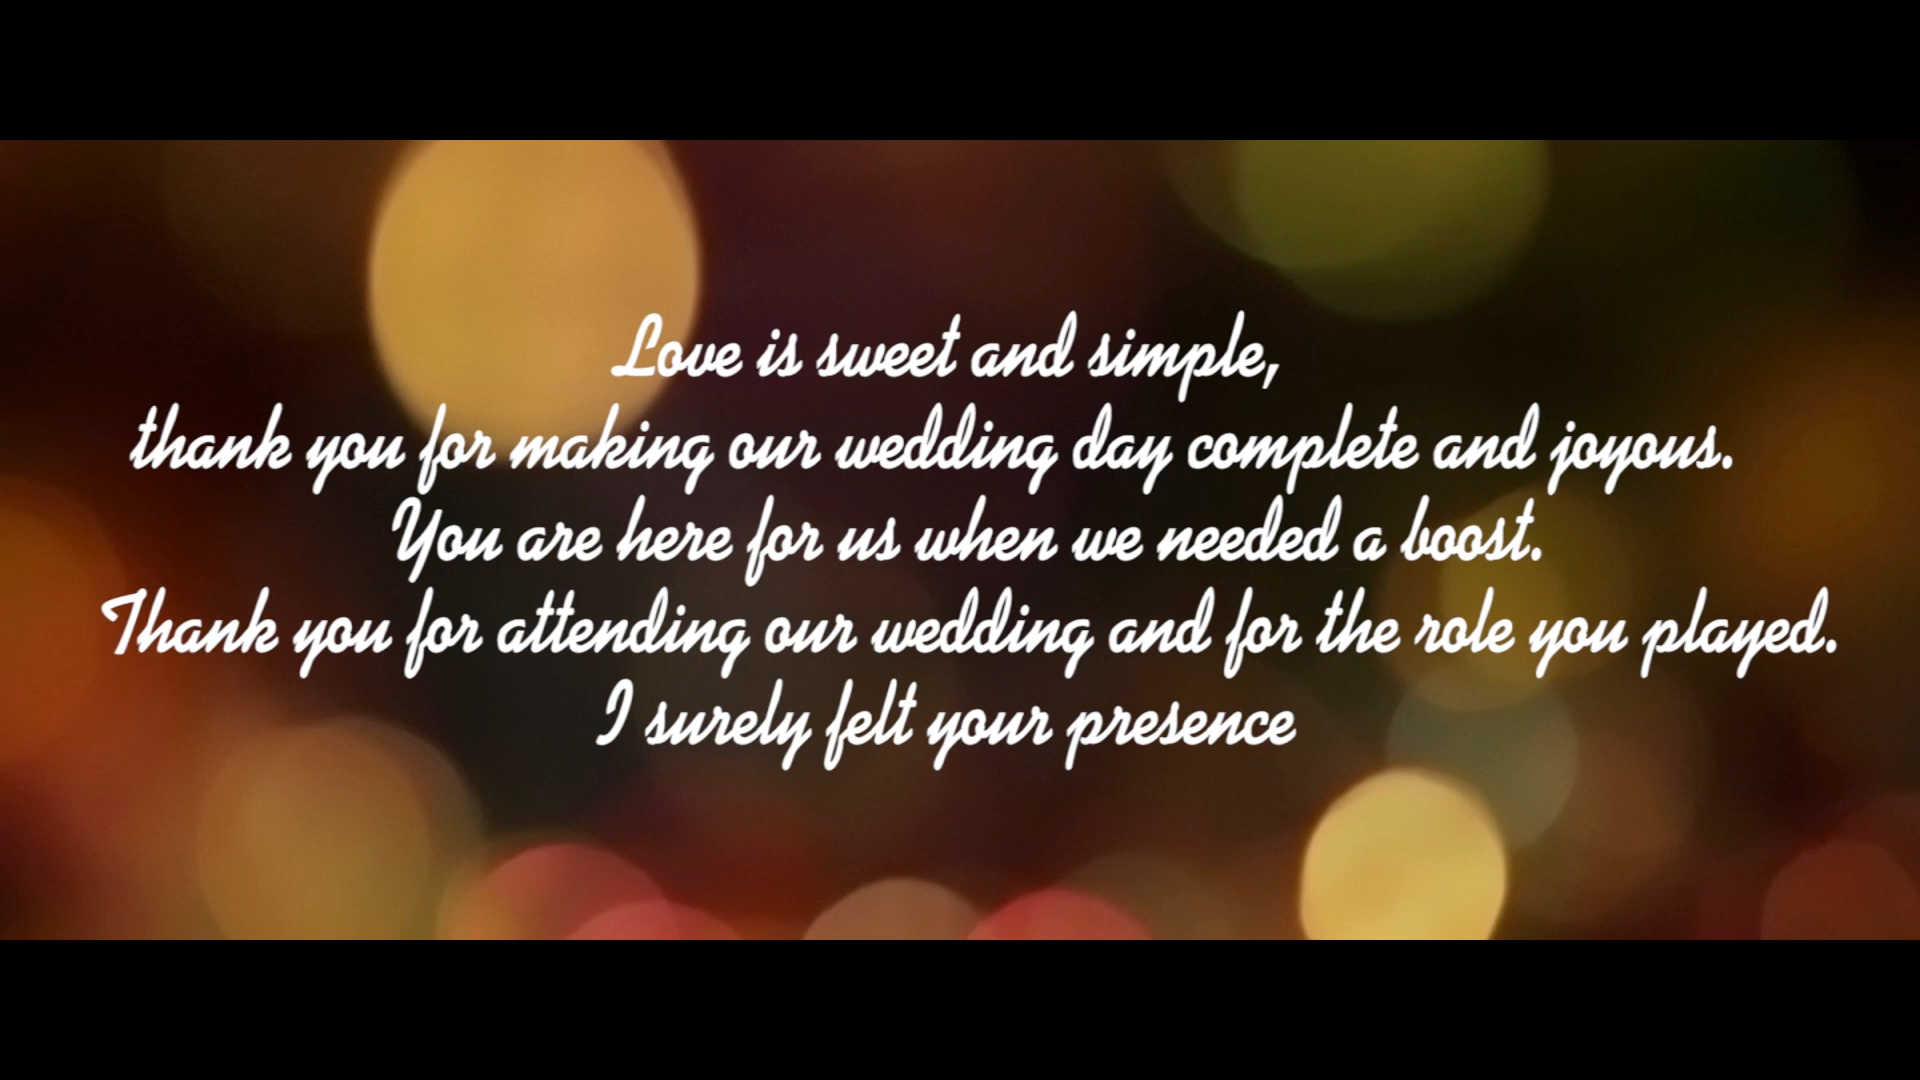 Love is sweet and simple,
thank you for making our wedding day complete and joyous.
You are here for us when we needed a boost.
Thank you for attending our wedding and for the role you played.
I surely felt your presence